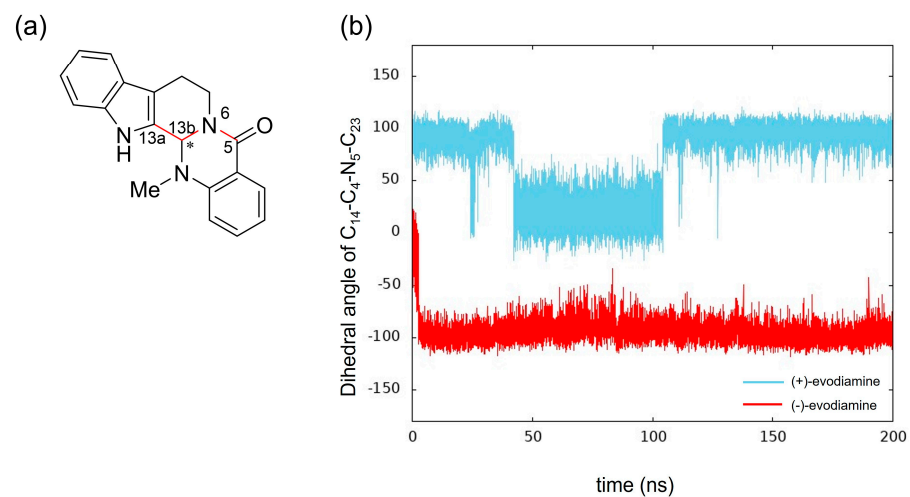 (a)
(b)
N
H
13a
13b
*
N
6
5
O
N
Me
Dihedral angle of C14-C4-N5-C23
150
100
50
0
-50
-100
-150
0
50
100
150
200
(+)-evodiamine
(-)-evodiamine
time (ns)